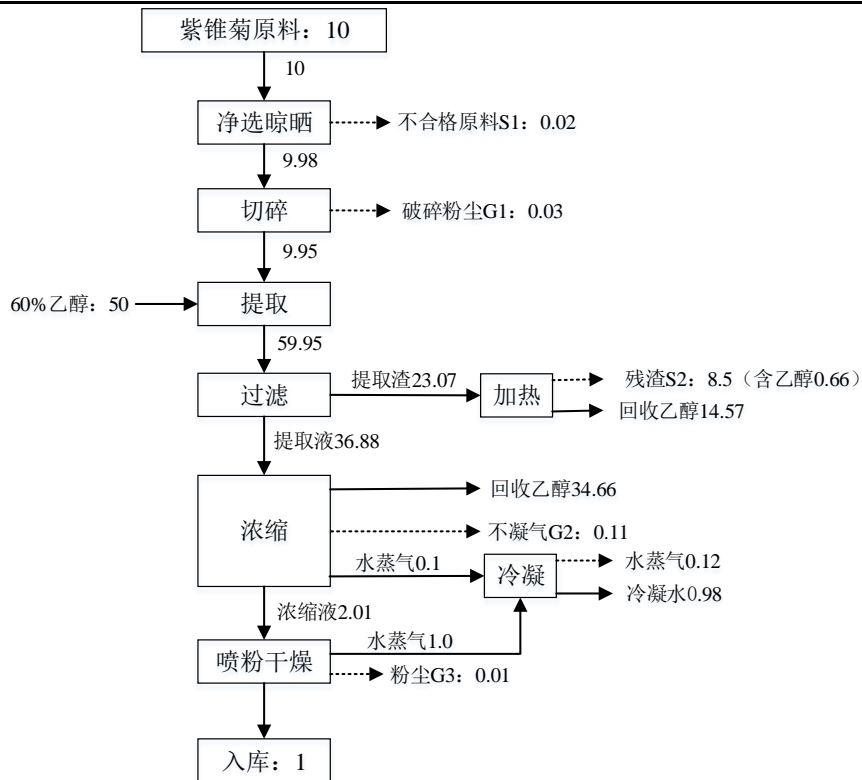 紫锥菊原料：10
10
净选晾晒
不合格原料S1：0.02
9.98
切碎
破碎粉尘G1：0.03
9.95
60%乙醇：50
提取
59.95
过滤
提取渣23.07
加热
残渣S2：8.5（含乙醇0.66）
回收乙醇14.57
提取液36.88
浓缩
回收乙醇34.66
不凝气G2：0.11
水蒸气0.1
冷凝
水蒸气0.12
冷凝水0.98
浓缩液2.01
水蒸气1.0
喷粉干燥
粉尘G3：0.01
入库：1